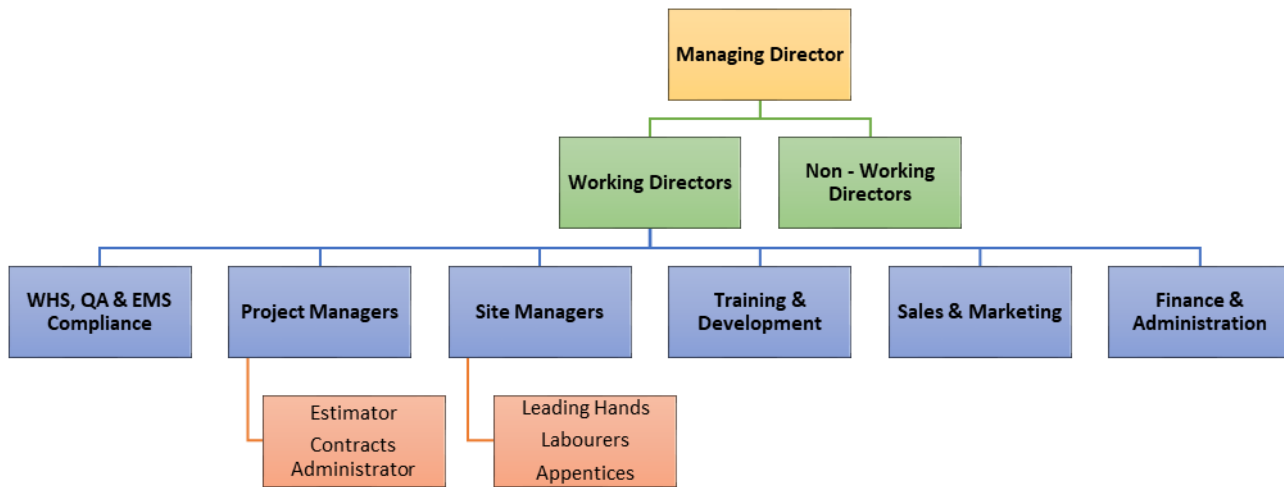 Managing Director
Working Directors
Non - Working
Directors
WHS, QA & EMS
Compliance
Project Managers
Site Managers
Training &
Development
Sales & Marketing
Finance &
Administration
Estimator
Contracts
Administrator
Leading Hands
Labourers
Appentices